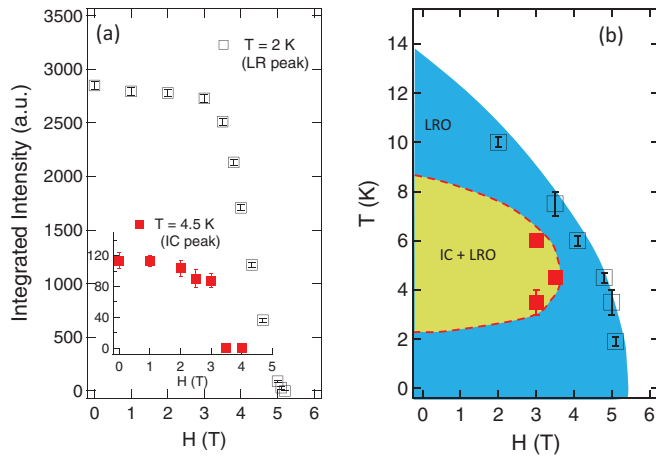 (a)
T = 2 K
(LR peak)
Integrated Intensity (a.u.)
3500
3000
2500
2000
1500
1000
500
0
0 1 2 3 4 5 6
H (T)
T = 4.5 K
(IC peak)
120
80
40
0
0 1 2 3 4 5
H (T)
(b)
T (K)
14
12
10
8
6
4
2
0
LRO
IC + LRO
0 1 2 3 4 5 6
H (T)